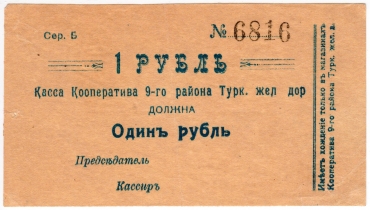 Сер. Б
№ 6816
1 РУБЛЬ
Касса Кооператива 9-го района Турк. жел дор
ДОЛЖНА
Одинъ рубль
Предсѣдатель
Кассиръ
Имѣетъ хожденіе только въ магазинахъ
Кооператива 9-го района Турк. жел. д.